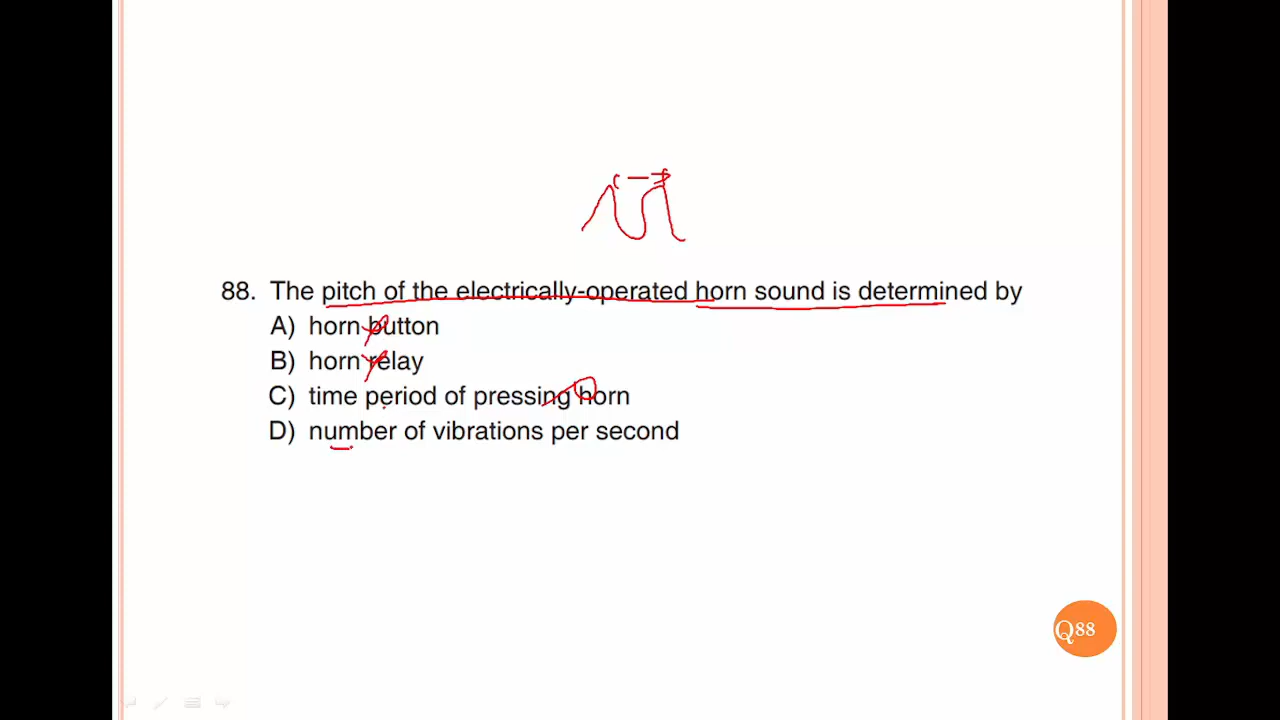 88. The pitch of the electrically-operated horn sound is determined by
A) horn button
B) horn relay
C) time period of pressing horn
D) number of vibrations per second
Q88